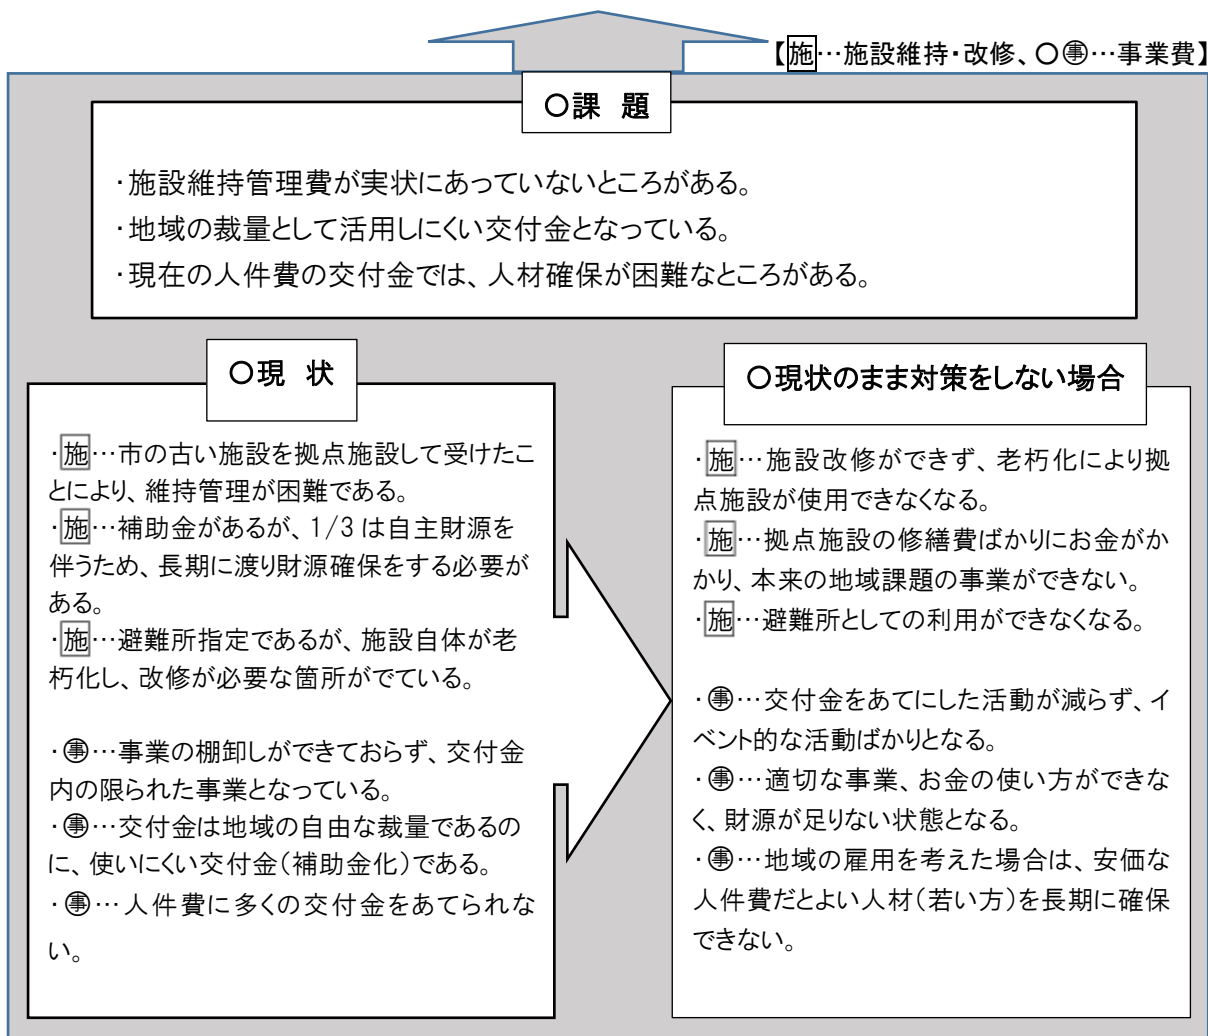 【施…施設維持・改修、〇㊝…事業費】
〇課　題
・施設維持管理費が実状にあっていないところがある。
・地域の裁量として活用しにくい交付金となっている。
・現在の人件費の交付金では、人材確保が困難なところがある。
〇現　状
・施…市の古い施設を拠点施設して受けたこ
とにより、維持管理が困難である。
・施…補助金があるが、1/3 は自主財源を
伴うため、長期に渡り財源確保をする必要が
ある。
・施…避難所指定であるが、施設自体が老
朽化し、改修が必要な箇所がでている。
・事…事業の棚卸しができておらず、交付金
内の限られた事業となっている。
・事…交付金は地域の自由な裁量であるの
に、使いにくい交付金（補助金化）である。
・事…人件費に多くの交付金をあてられな
い。
〇現状のまま対策をしない場合
・施…施設改修ができず、老朽化により拠
点施設が使用できなくなる。
・施…拠点施設の修繕費ばかりにお金がか
かり、本来の地域課題の事業ができない。
・施…避難所としての利用ができなくなる。
・事…交付金をあてにした活動が減らず、イ
ベント的な活動ばかりとなる。
・事…適切な事業、お金の使い方ができな
く、財源が足りない状態となる。
・事…地域の雇用を考えた場合は、安価な
人件費だとよい人材（若い方）を長期に確保
できない。